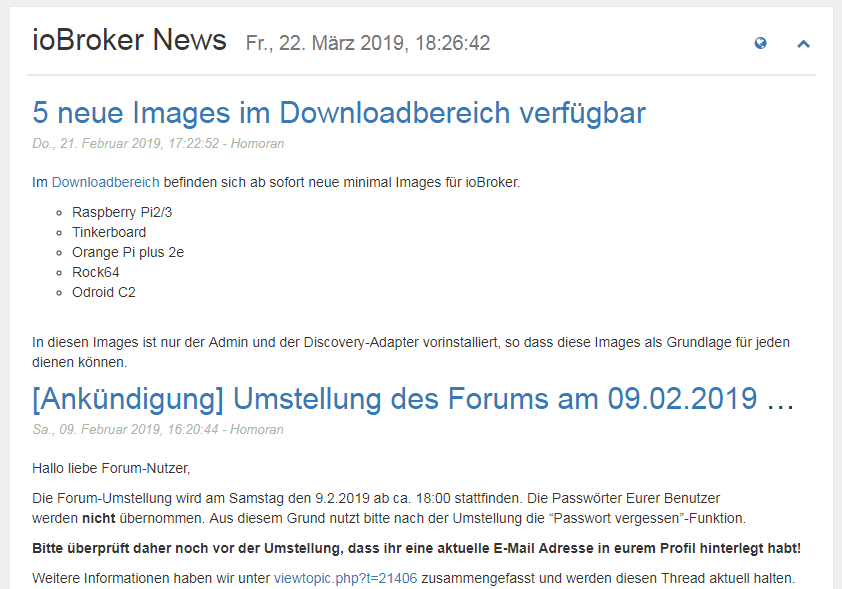 ioBroker News Fr., 22. März 2019, 18:26:42
5 neue Images im Downloadbereich verfügbar
Do., 21. Februar 2019, 17:22:52 - Homoran
Im Downloadbereich befinden sich ab sofort neue minimal Images für ioBroker.
Raspberry Pi2/3
Tinkerboard
Orange Pi plus 2e
Rock64
Odroid C2
In diesen Images ist nur der Admin und der Discovery-Adapter vorinstalliert, so dass diese Images als Grundlage für jeden
dienen können.
[Ankündigung] Umstellung des Forums am 09.02.2019 …
Sa., 09. Februar 2019, 16:20:44 - Homoran
Hallo liebe Forum-Nutzer,
Die Forum-Umstellung wird am Samstag den 9.2.2019 ab ca. 18:00 stattfinden. Die Passwörter Eurer Benutzer
werden nicht übernommen. Aus diesem Grund nutzt bitte nach der Umstellung die “Passwort vergessen”-Funktion.
Bitte überprüft daher noch vor der Umstellung, dass ihr eine aktuelle E-Mail Adresse in eurem Profil hinterlegt habt!
Weitere Informationen haben wir unter viewtopic.php?t=21406 zusammengefasst und werden diesen Thread aktuell halten.